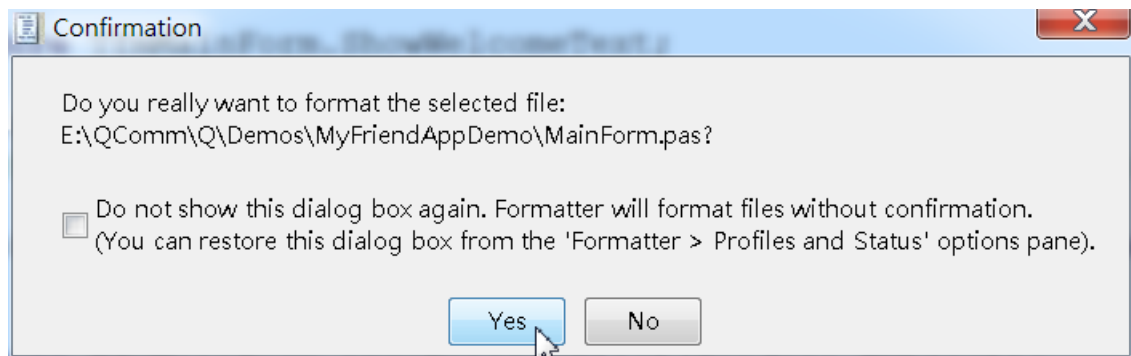 Confirmation
MainForm.ShowWelcomeText;
Do you really want to format the selected file:
E:\QComm\Q\Demos\MyFriendAppDemo\MainForm.pas?
Do not show this dialog box again. Formatter will format files without confirmation.
(You can restore this dialog box from the 'Formatter > Profiles and Status' options pane).
Yes
No